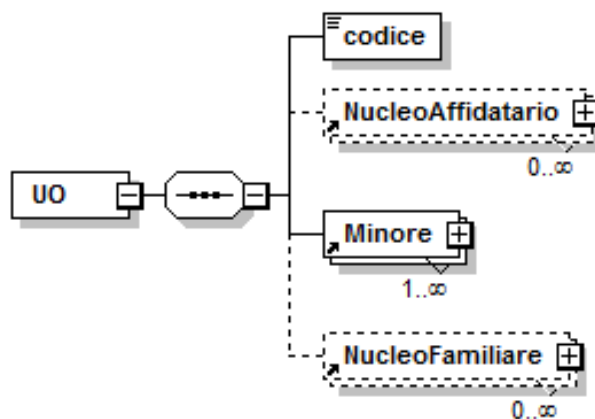 codice
NucleoAffidatario
0..∞
UO
Minore
1..∞
NucleoFamiliare
0..∞